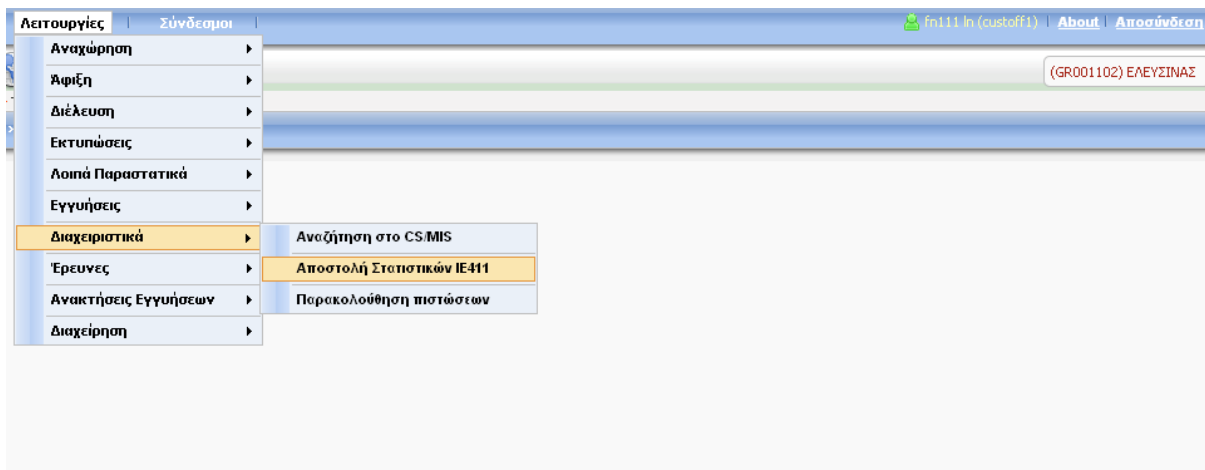 Λειτουργίες | Σύνδεσμοι | fn111 ln (custoff1) | About | Αποσύνδεση
Αναχώρηση
(GR001102) ΕΛΕΥΣΙΝΑΣ
Άφιξη
Διέλευση
Εκτυπώσεις
Λοιπά Παραστατικά
Εγγυήσεις
Διαχειριστικά
Αναζήτηση στο CS/MIS
Έρευνες
Αποστολή Στατιστικών IE411
Ανακτήσεις Εγγυήσεων
Παρακολούθηση πιστώσεων
Διαχείρηση